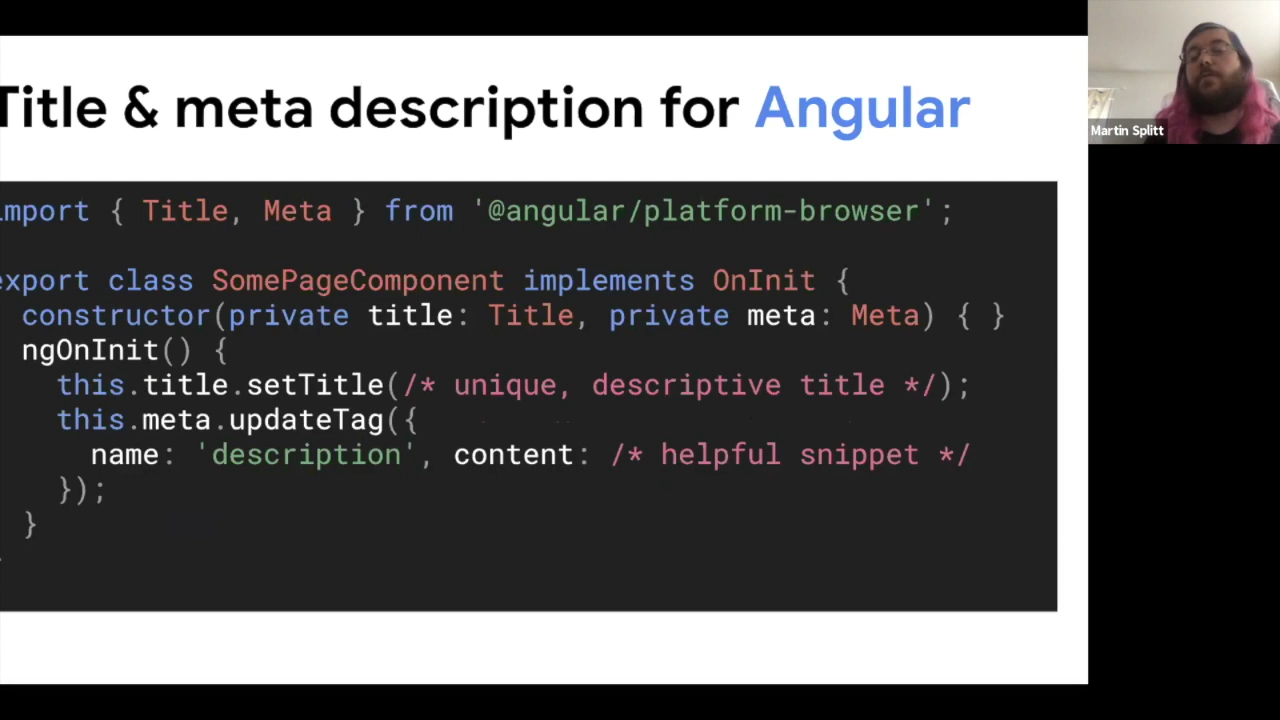 Title & meta description for Angular
Martin Splitt
import { Title, Meta } from '@angular/platform-browser';
export class SomePageComponent implements OnInit {
constructor(private title: Title, private meta: Meta) { }
ngOnInit() {
this.title.setTitle(/* unique, descriptive title */);
this.meta.updateTag({
name: 'description', content: /* helpful snippet */
});
}